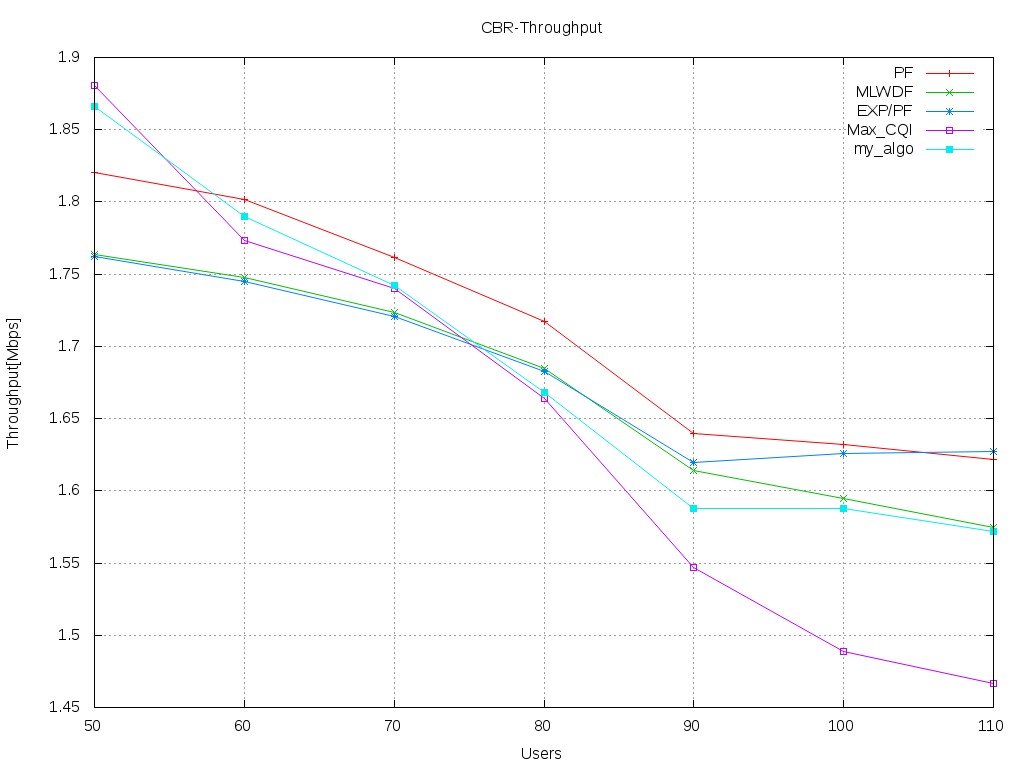 CBR-Throughput
PF
MLWDF
EXP/PF
Max_CQI
my_algo
1.9
1.85
1.8
1.75
1.7
1.65
1.6
1.55
1.5
1.45
Throughput[Mbps]
50 60 70 80 90 100 110
Users